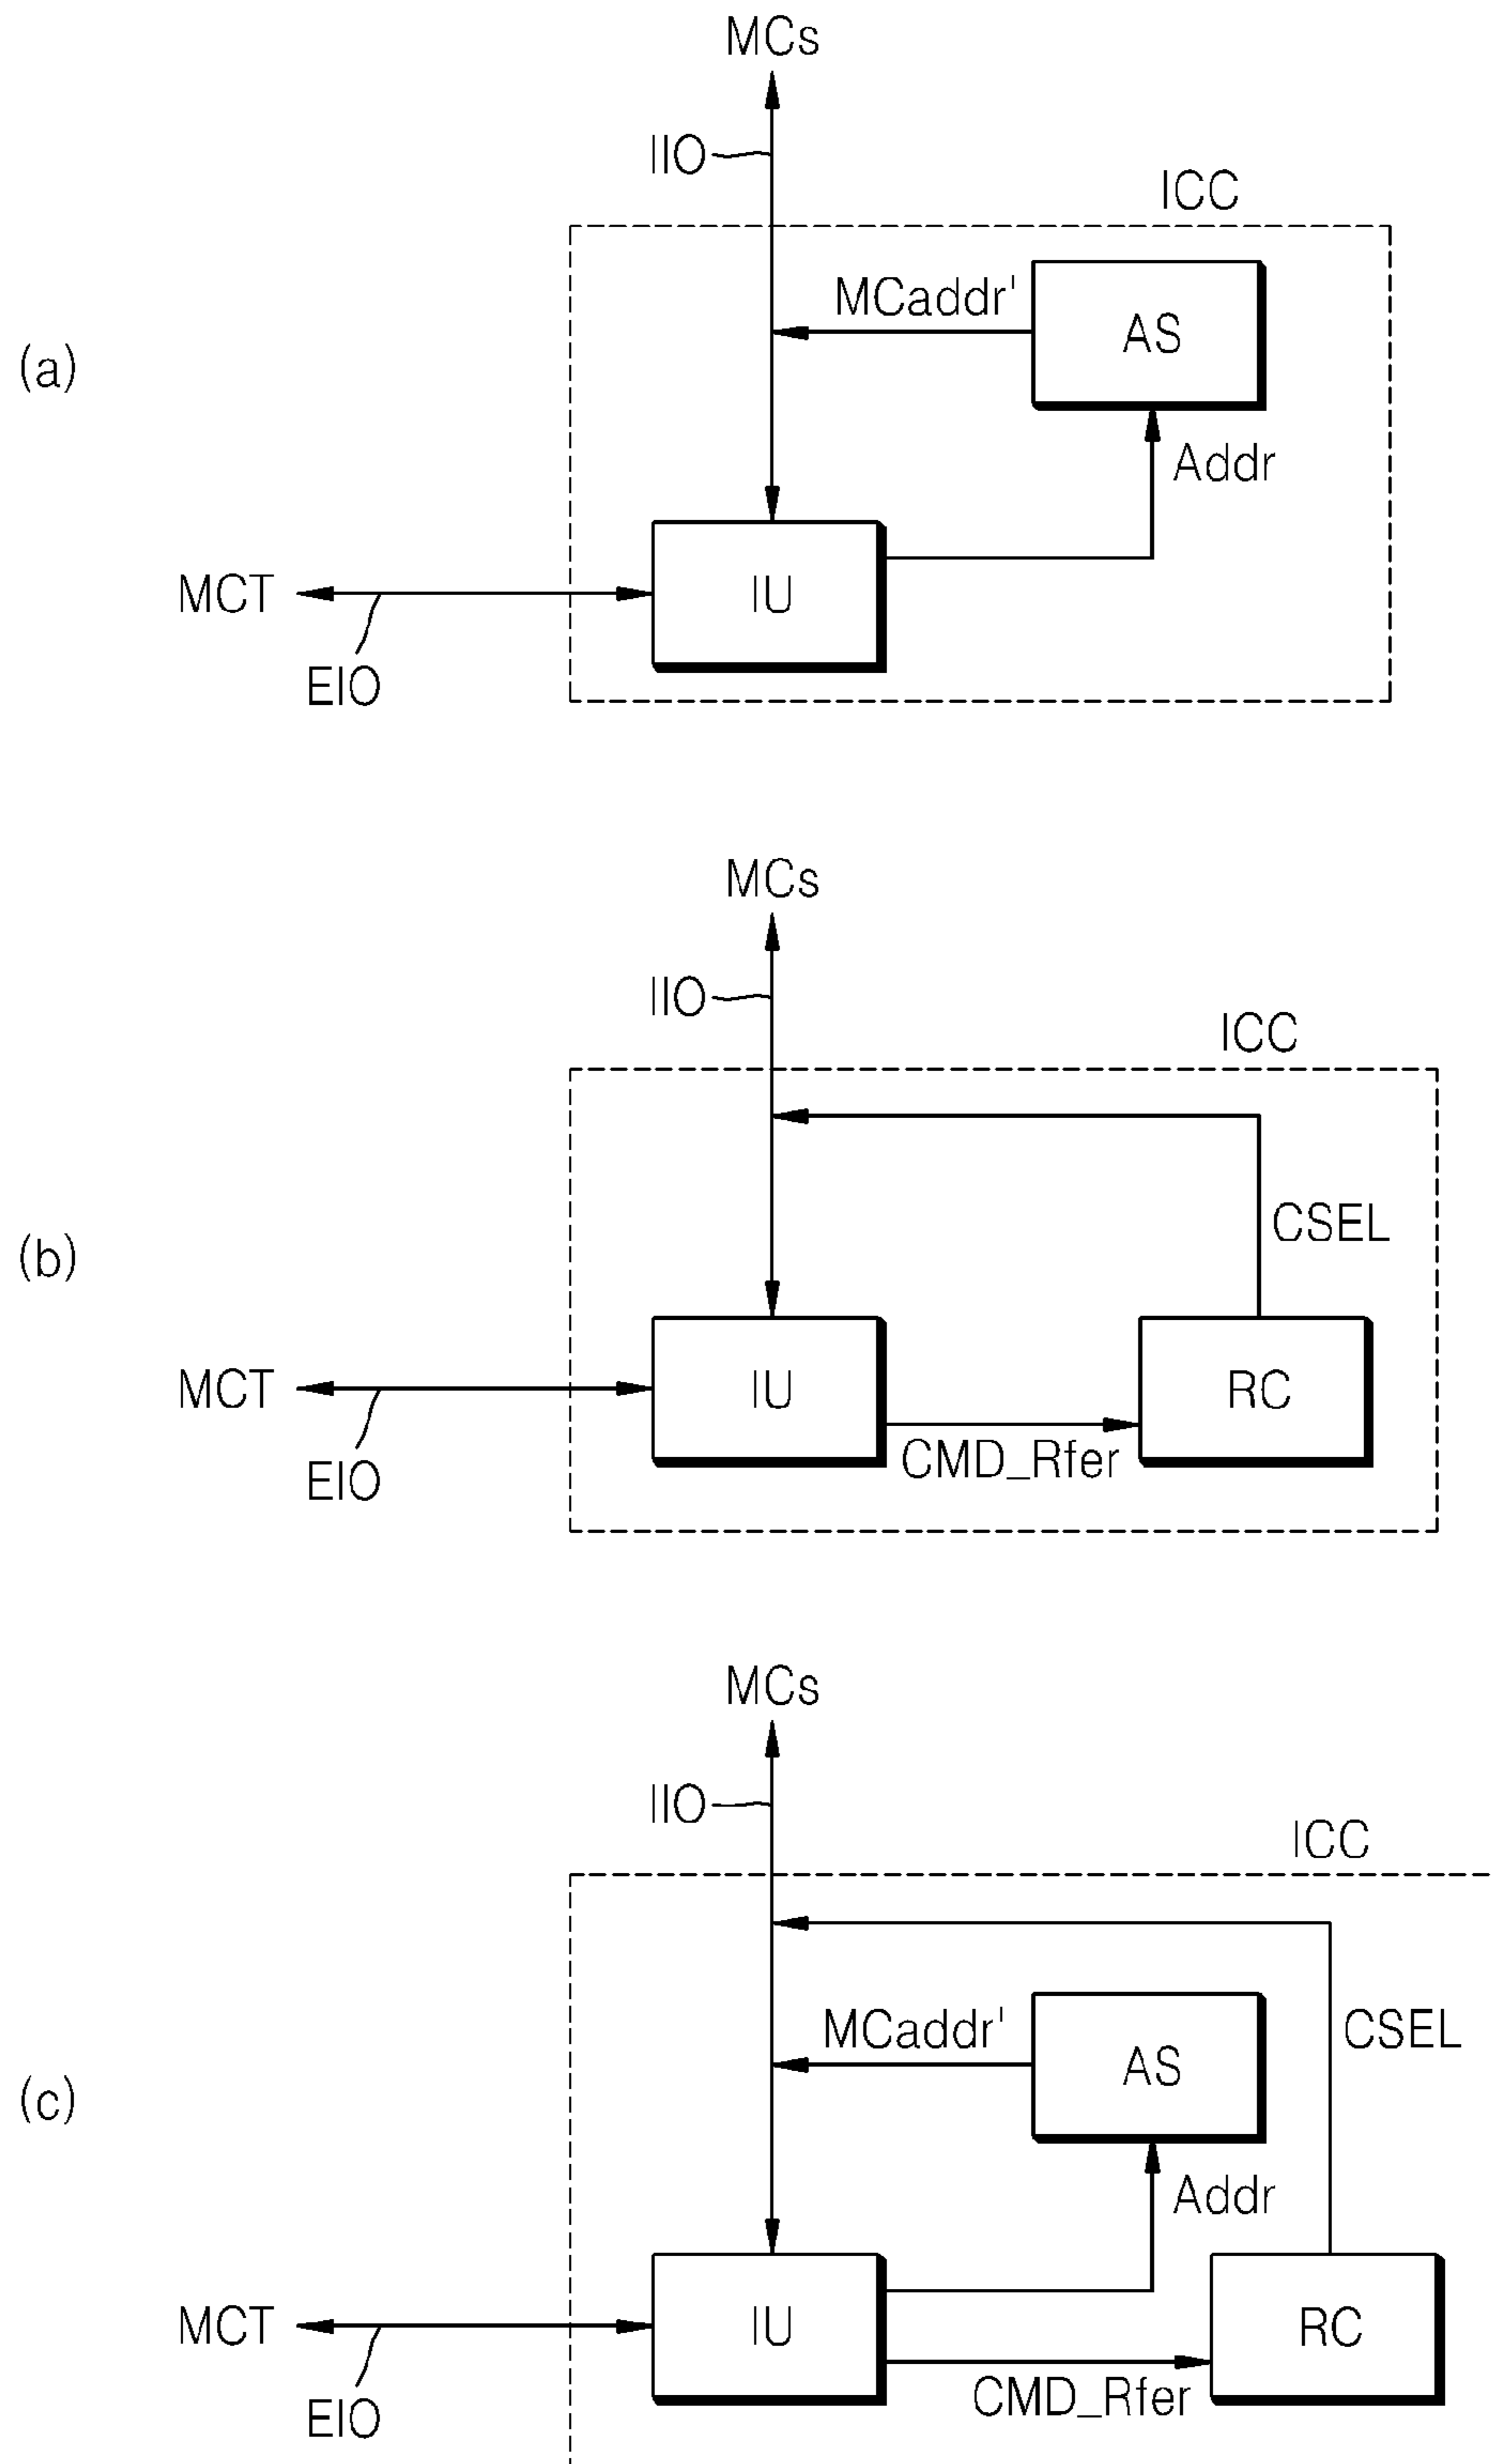 MCs
IIO
ICC
MCaddr'
AS
(a)
Addr
MCT
IU
EIO
MCs
IIO
ICC
CSEL
(b)
MCT
IU
RC
CMD_Rfer
EIO
MCs
IIO
ICC
MCaddr'
AS
CSEL
(c)
Addr
MCT
IU
RC
CMD_Rfer
EIO